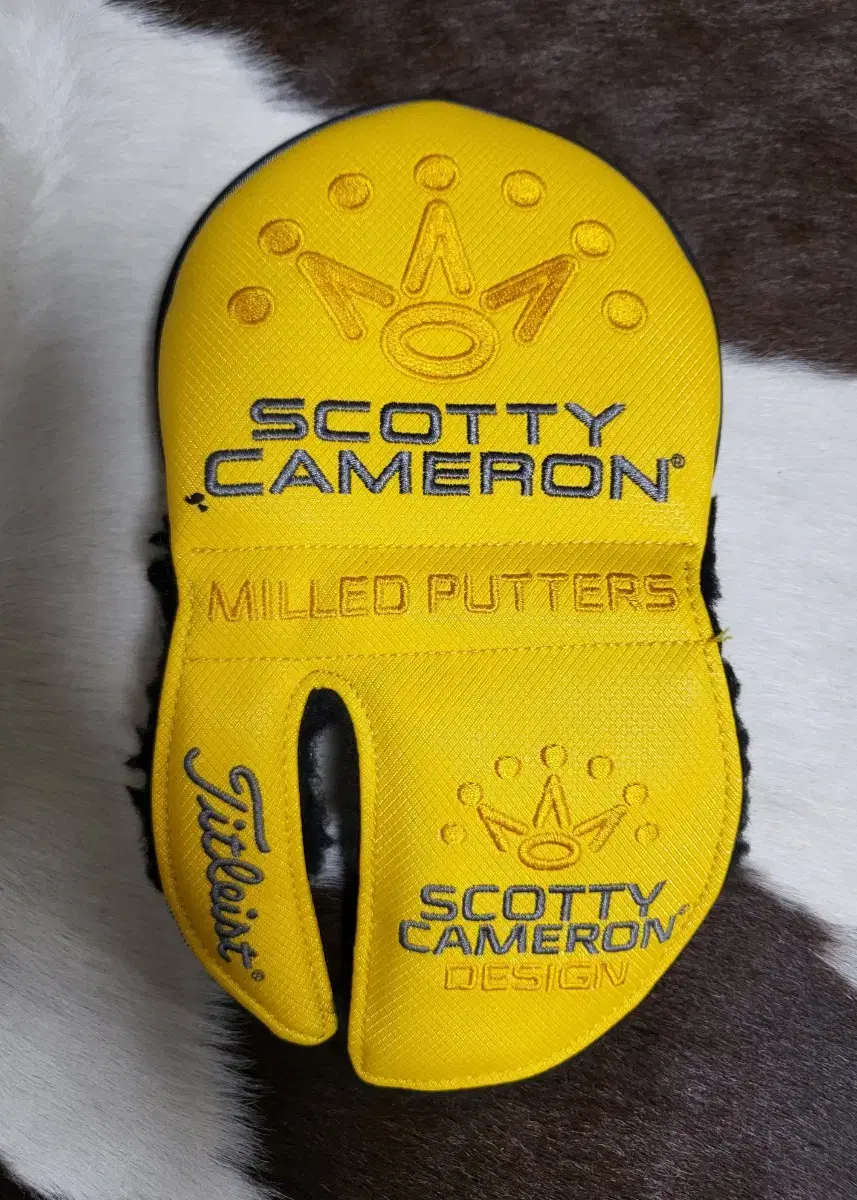 SCOTTY
CAMERON®
MILLED PUTTERS
Titleist®
SCOTTY
CAMERON®
DESIGN